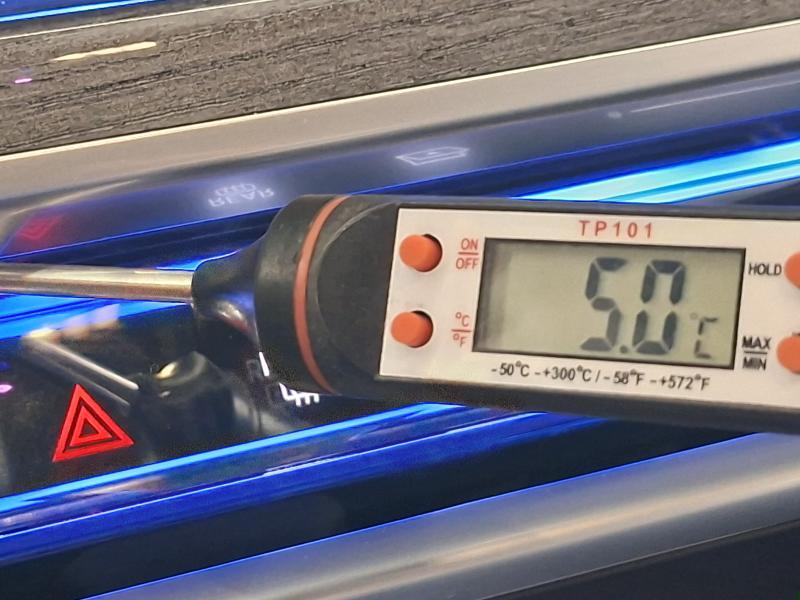 REAR
TP101
ON
OFF
HOLD
5.0°C
°C
°F
MAX
MIN
-50°C -+300°C / -58°F -+572°F